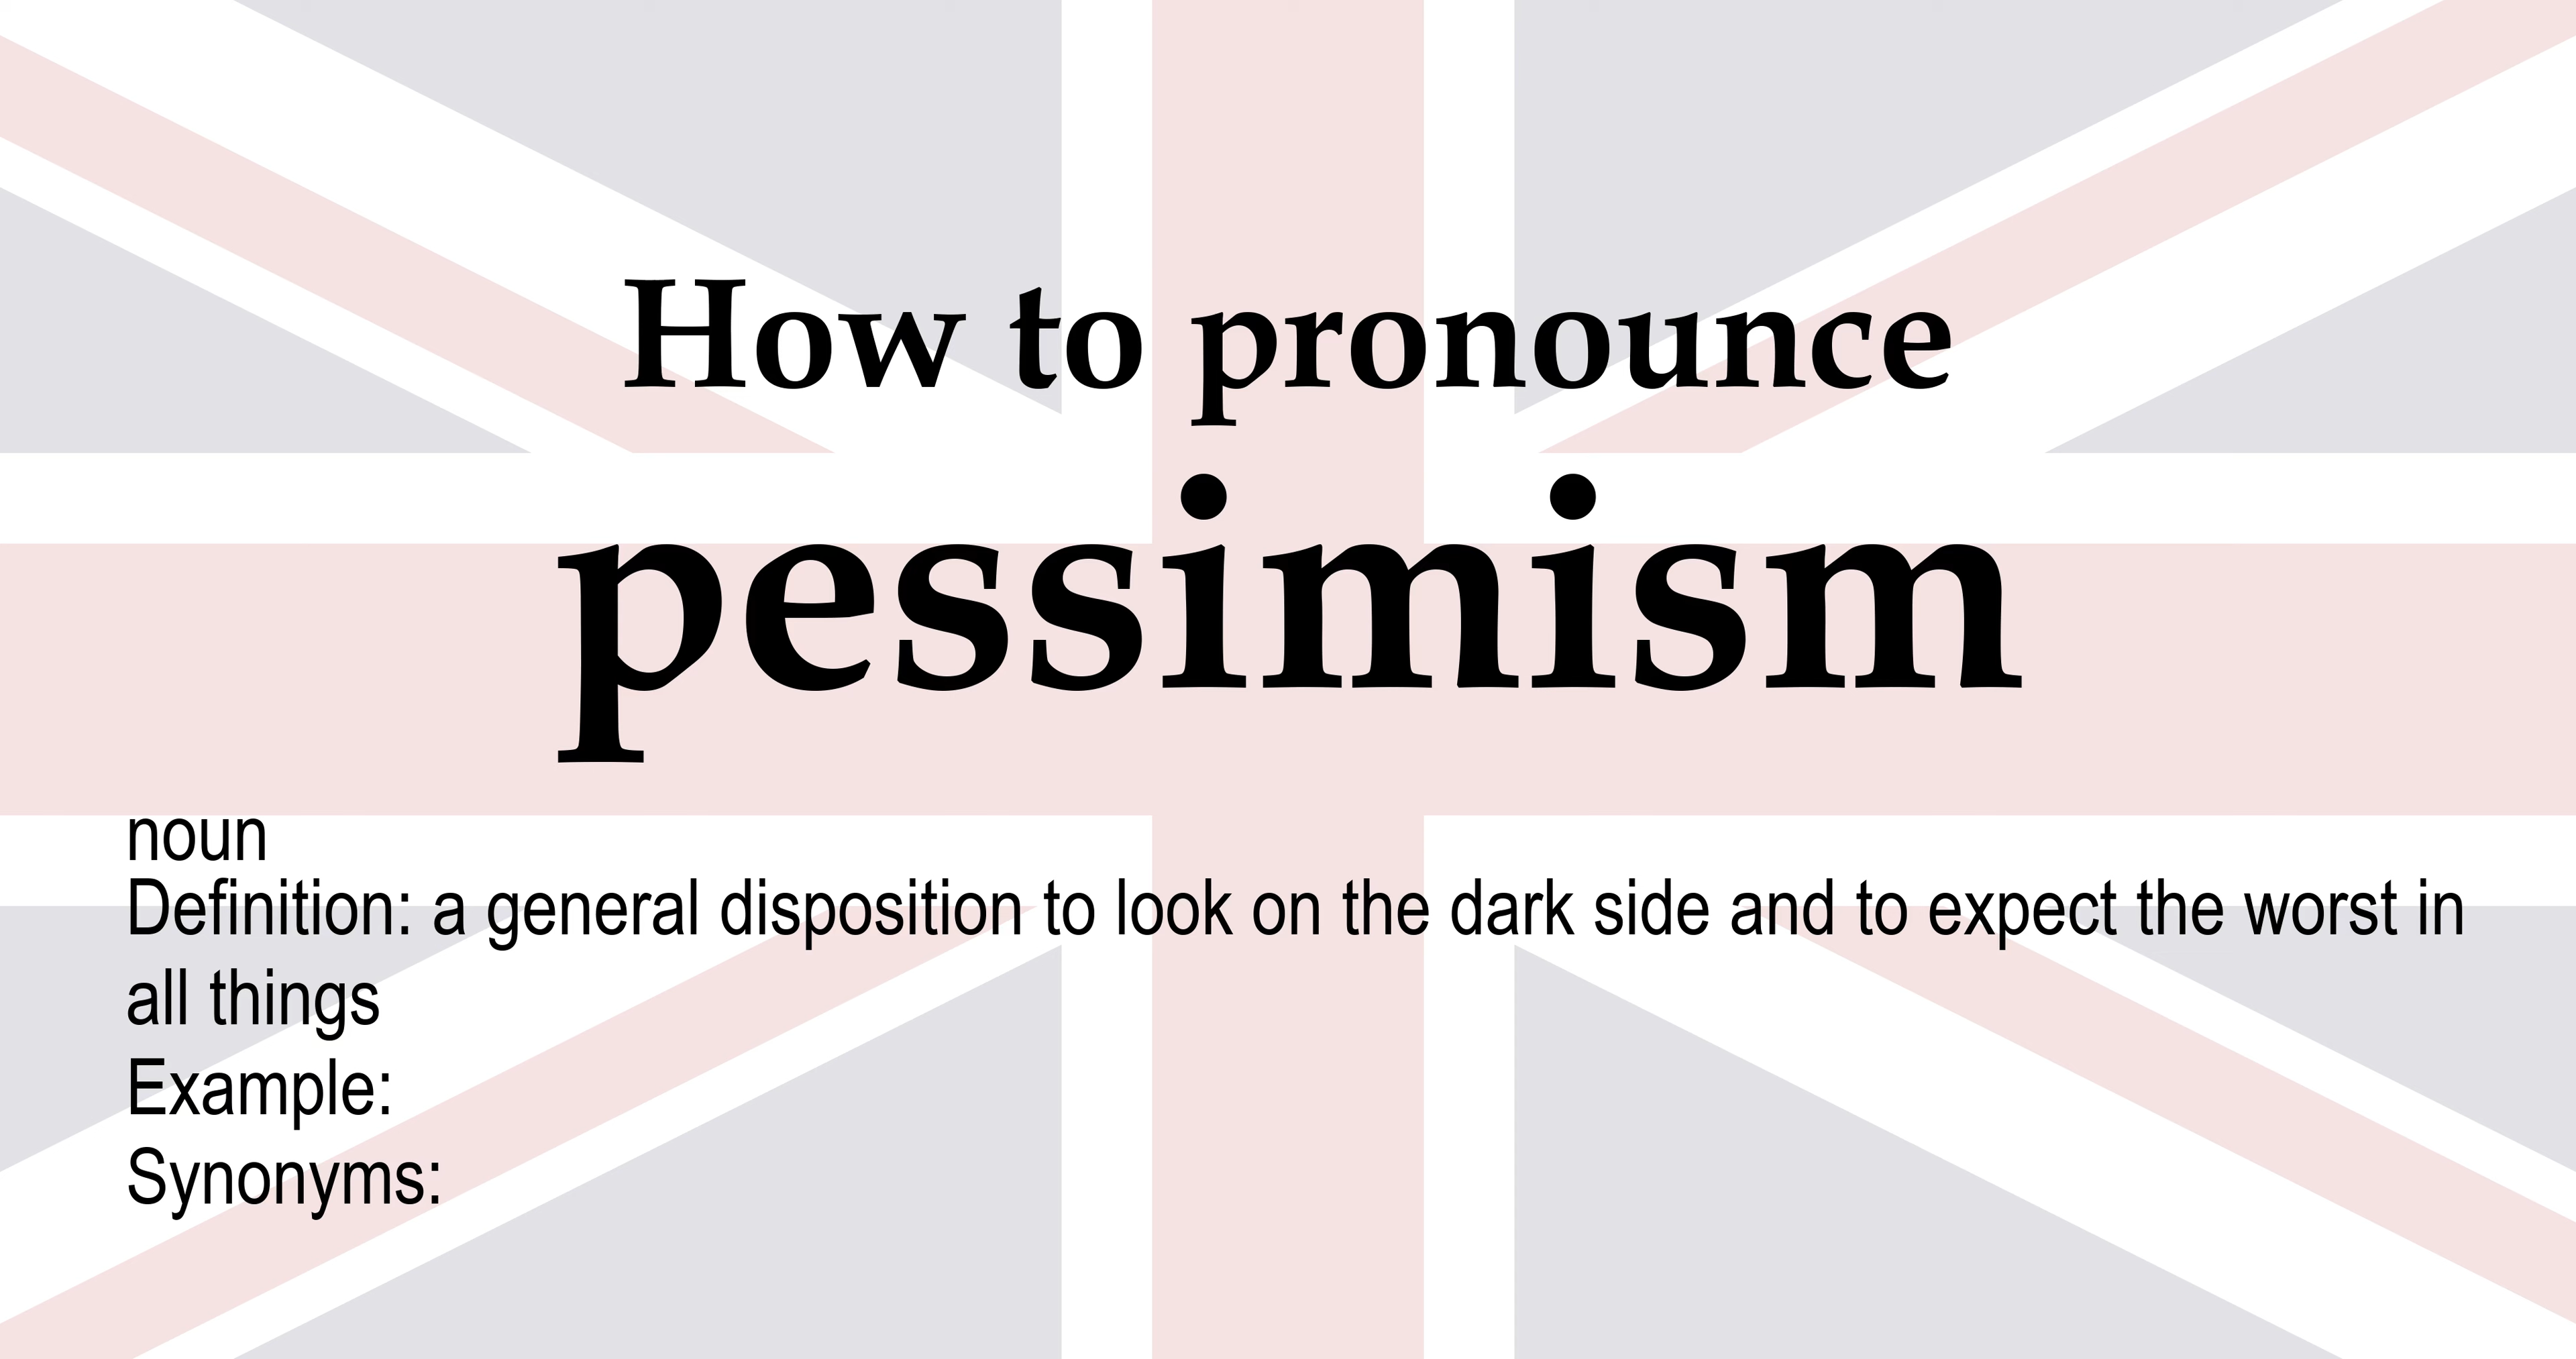 How to pronounce
pessimism
noun
Definition: a general disposition to look on the dark side and to expect the worst in
all things
Example:
Synonyms: